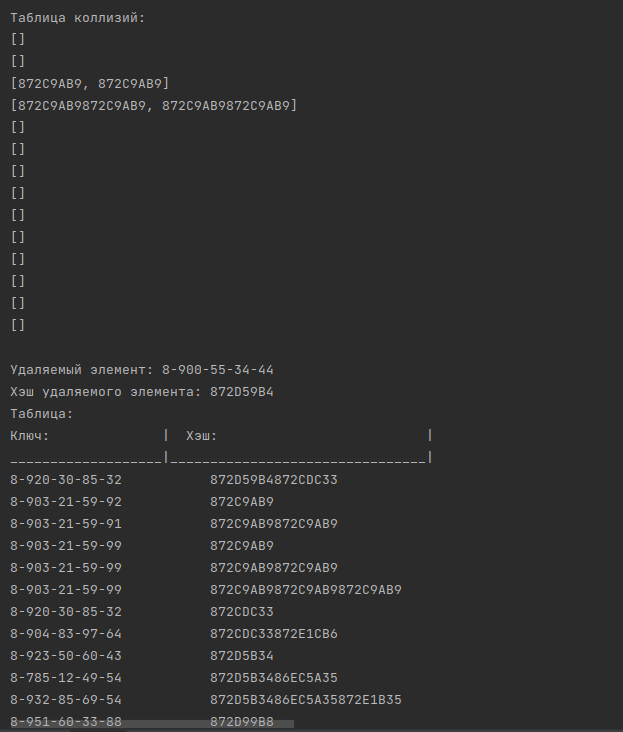 Таблица коллизий:
[]
[]
[872C9AB9, 872C9AB9]
[872C9AB9872C9AB9, 872C9AB9872C9AB9]
[]
[]
[]
[]
[]
[]
[]
[]
[]
[]
Удаляемый элемент: 8-900-55-34-44
Хэш удаляемого элемента: 872D59B4
Таблица:
Ключ: | Хэш: |
___________________|________________________________|
8-920-30-85-32 872D59B4872CDC33
8-903-21-59-92 872C9AB9
8-903-21-59-91 872C9AB9872C9AB9
8-903-21-59-99 872C9AB9
8-903-21-59-99 872C9AB9872C9AB9
8-903-21-59-99 872C9AB9872C9AB9872C9AB9
8-920-30-85-32 872CDC33
8-904-83-97-64 872CDC33872E1CB6
8-923-50-60-43 872D5B34
8-785-12-49-54 872D5B3486EC5A35
8-932-85-69-54 872D5B3486EC5A35872E1B35
8-951-60-33-88 872D99B8